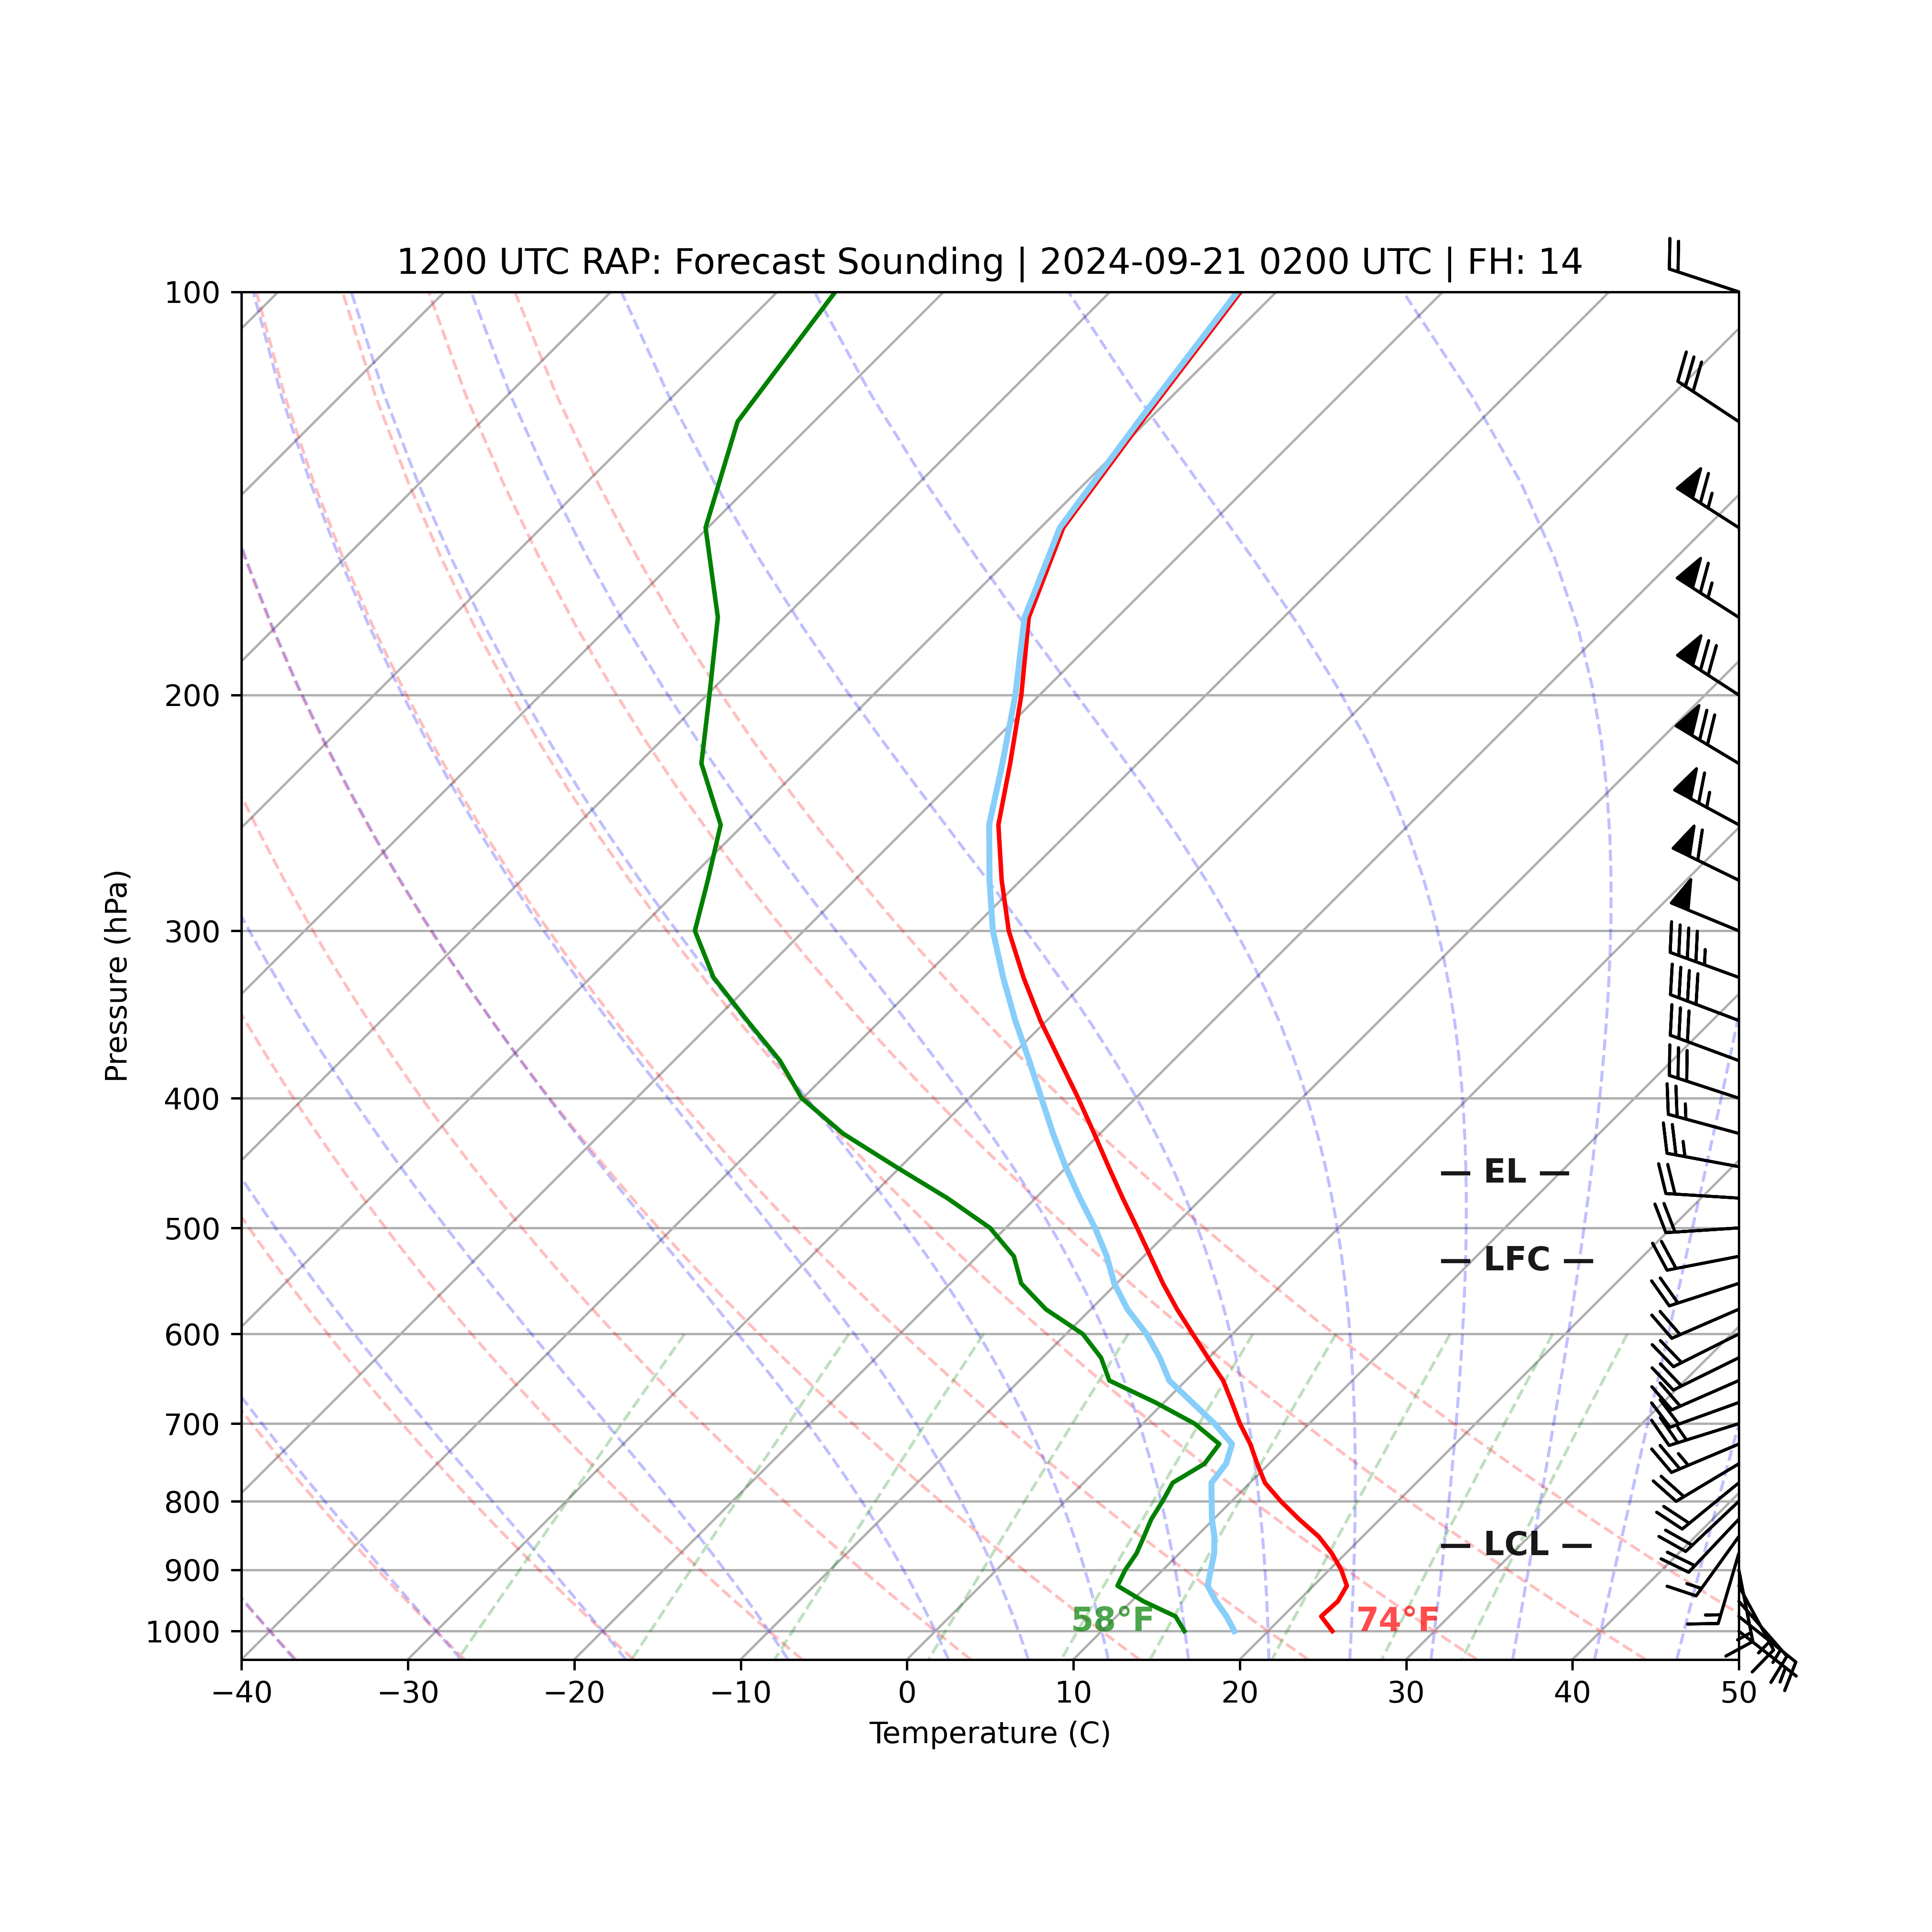 1200 UTC RAP: Forecast Sounding | 2024-09-21 0200 UTC | FH: 14
100
200
300
400
— EL —
500
— LFC —
600
700
800
— LCL —
900
58°F 74°F
1000
−40 −30 −20 −10 0 10 20 30 40 50
Temperature (C)
Pressure (hPa)